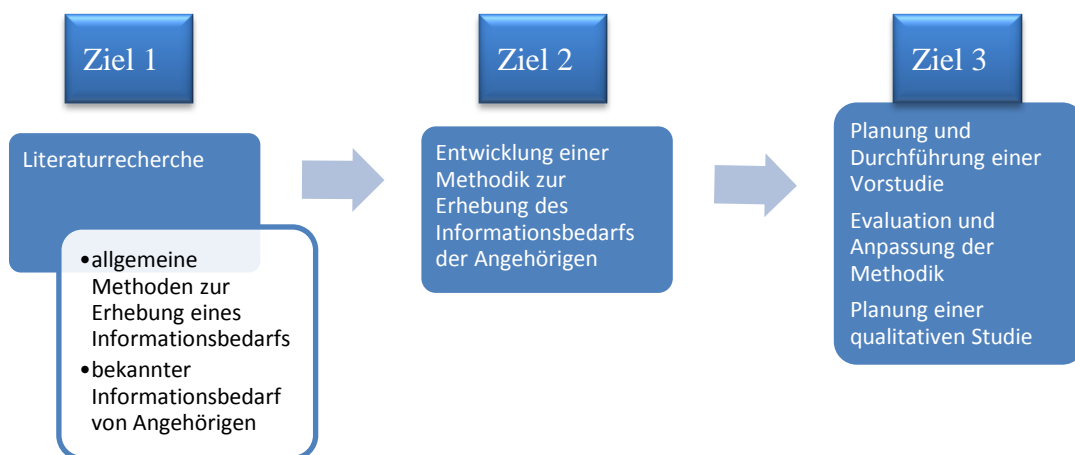 Ziel 1
Literaturrecherche
•allgemeine
Methoden zur
Erhebung eines
Informationsbedarfs
•bekannter
Informationsbedarf
von Angehörigen
Ziel 2
Entwicklung einer
Methodik zur
Erhebung des
Informationsbedarfs
der Angehörigen
Ziel 3
Planung und
Durchführung einer
Vorstudie
Evaluation und
Anpassung der
Methodik
Planung einer
qualitativen Studie